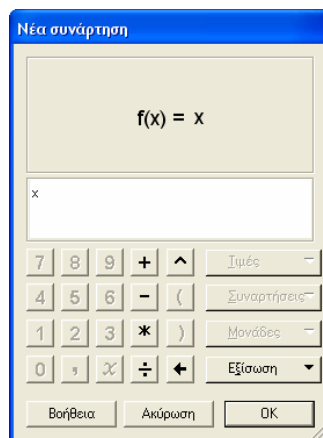 Νέα συνάρτηση
f(x) = x
x
7 8 9 + ^ Τιμές
4 5 6 - ( Συναρτήσεις
1 2 3 * ) Μονάδες
0 , x ÷ ← Εξίσωση
Βοήθεια Ακύρωση OK